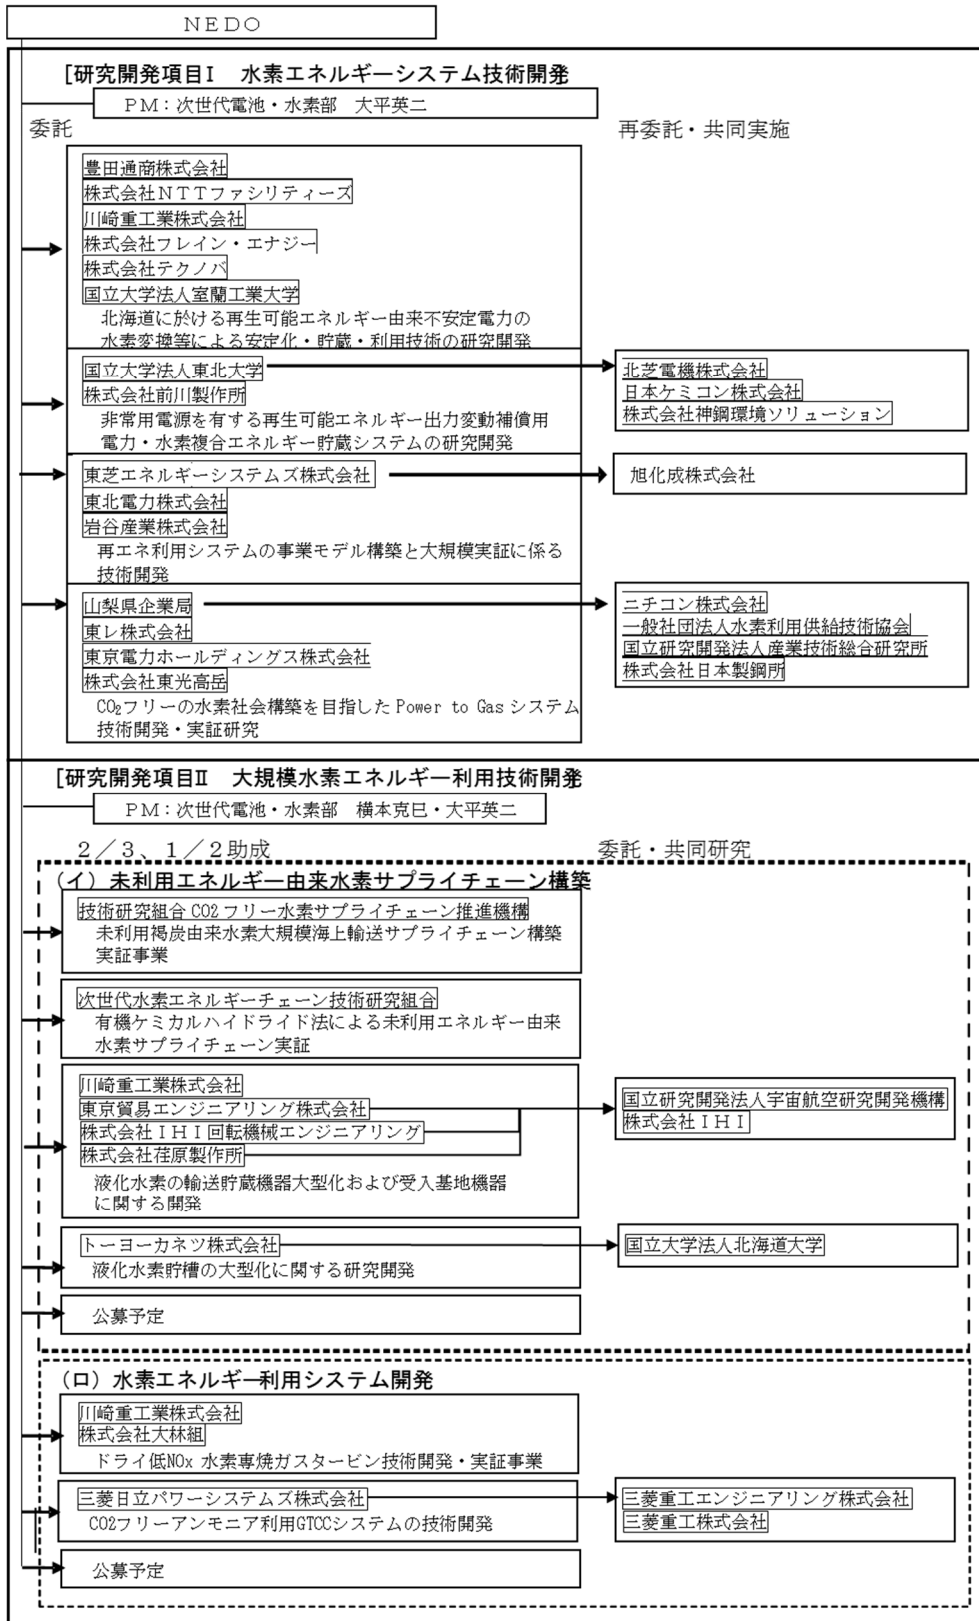 ＮＥＤＯ
[研究開発項目Ⅰ　水素エネルギーシステム技術開発
ＰＭ：次世代電池・水素部　大平英二
委託
再委託・共同実施
豊田通商株式会社
株式会社ＮＴＴファシリティーズ
川崎重工業株式会社
株式会社フレイン・エナジー
株式会社テクノバ
国立大学法人室蘭工業大学
北海道に於ける再生可能エネルギー由来不安定電力の
水素変換等による安定化・貯蔵・利用技術の研究開発
国立大学法人東北大学
株式会社前川製作所
非常用電源を有する再生可能エネルギー出力変動補償用
電力・水素複合エネルギー貯蔵システムの研究開発
北芝電機株式会社
日本ケミコン株式会社
株式会社神鋼環境ソリューション
東芝エネルギーシステムズ株式会社
東北電力株式会社
岩谷産業株式会社
再エネ利用システムの事業モデル構築と大規模実証に係る
技術開発
旭化成株式会社
山梨県企業局
東レ株式会社
東京電力ホールディングス株式会社
株式会社東光高岳
CO₂フリーの水素社会構築を目指した Power to Gas システム
技術開発・実証研究
ニチコン株式会社
一般社団法人水素利用供給技術協会
国立研究開発法人産業技術総合研究所
株式会社日本製鋼所
[研究開発項目Ⅱ　大規模水素エネルギー利用技術開発
ＰＭ：次世代電池・水素部　横本克巳・大平英二
２／３、１／２助成
委託・共同研究
（イ）未利用エネルギー由来水素サプライチェーン構築
技術研究組合 CO2 フリー水素サプライチェーン推進機構
未利用褐炭由来水素大規模海上輸送サプライチェーン構築
実証事業
次世代水素エネルギーチェーン技術研究組合
有機ケミカルハイドライド法による未利用エネルギー由来
水素サプライチェーン実証
川崎重工業株式会社
東京貿易エンジニアリング株式会社
株式会社ＩＨＩ回転機械エンジニアリング
株式会社荏原製作所
液化水素の輸送貯蔵機器大型化および受入基地機器
に関する開発
国立研究開発法人宇宙航空研究開発機構
株式会社ＩＨＩ
トーヨーカネツ株式会社
液化水素貯槽の大型化に関する研究開発
国立大学法人北海道大学
公募予定
（ロ）水素エネルギー利用システム開発
川崎重工業株式会社
株式会社大林組
ドライ低NOx 水素専焼ガスタービン技術開発・実証事業
三菱日立パワーシステムズ株式会社
CO2フリーアンモニア利用GTCCシステムの技術開発
三菱重工エンジニアリング株式会社
三菱重工株式会社
公募予定